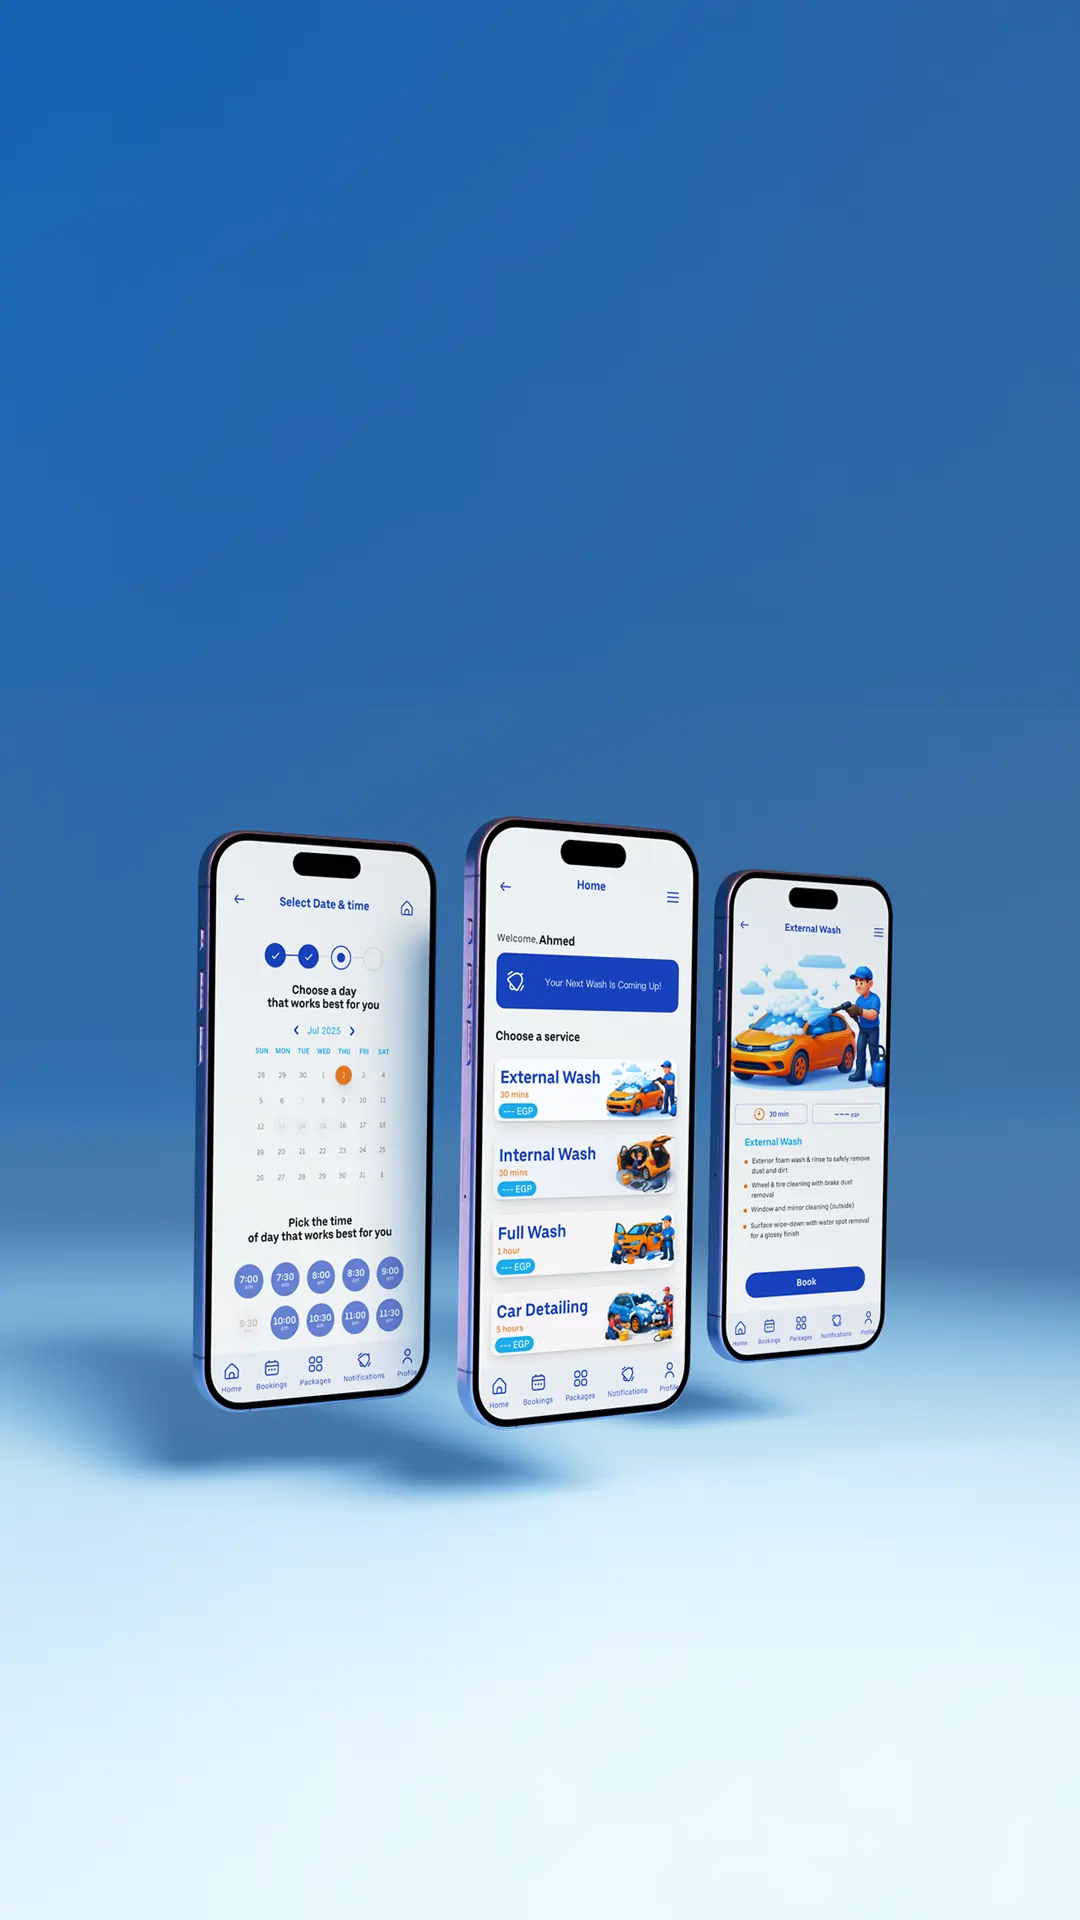 Select Date & time
Choose a day
that works best for you
Jul 2025
SUN MON TUE WED THU FRI SAT
28 29 30 1 2 3 4
5 6 7 8 9 10 11
12 13 14 15 16 17 18
19 20 21 22 23 24 25
26 27 28 29 30 31 1
Pick the time
of day that works best for you
7:00 am 7:30 am 8:00 am 8:30 am 9:00 am
9:30 am 10:00 am 10:30 am 11:00 am 11:30 am
Home Bookings Packages Notifications Profile
Home
Welcome, Ahmed
Your Next Wash Is Coming Up!
Choose a service
External Wash
30 mins
--- EGP
Internal Wash
30 mins
--- EGP
Full Wash
1 hour
--- EGP
Car Detailing
5 hours
--- EGP
Home Bookings Packages Notifications Profile
External Wash
30 min
--- EGP
External Wash
• Exterior foam wash & rinse to safely remove
dust and dirt
• Wheel & tire cleaning with brake dust
removal
• Window and mirror cleaning (outside)
• Surface wipe-down with water spot removal
for a glossy finish
Book
Home Bookings Packages Notifications Profile